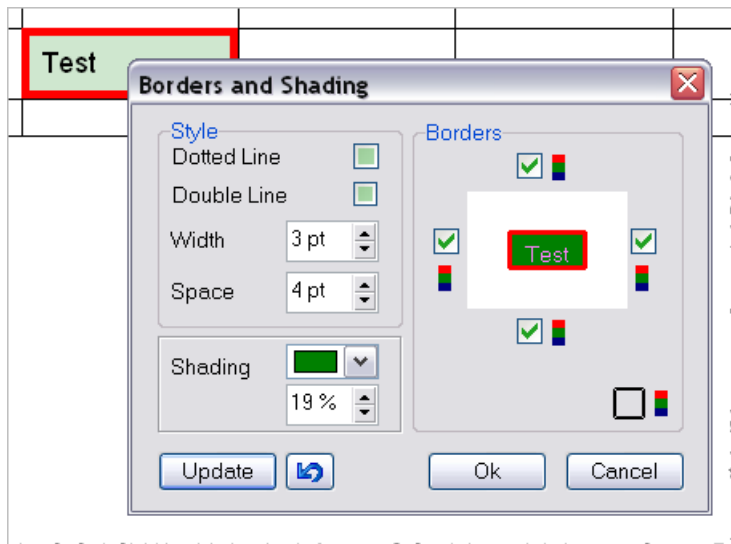 Test
Borders and Shading
Style
Dotted Line
Double Line
Width 3 pt
Space 4 pt
Shading
19 %
Borders
Test
Update
Ok
Cancel